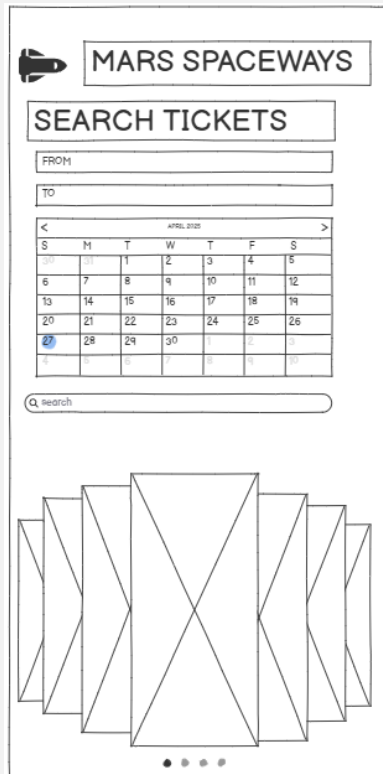 MARS SPACEWAYS
SEARCH TICKETS
FROM
TO
< APRIL 2025 >
S M T W T F S
30 31 1 2 3 4 5
6 7 8 9 10 11 12
13 14 15 16 17 18 19
20 21 22 23 24 25 26
27 28 29 30 1 2 3
4 5 6 7 8 9 10
search